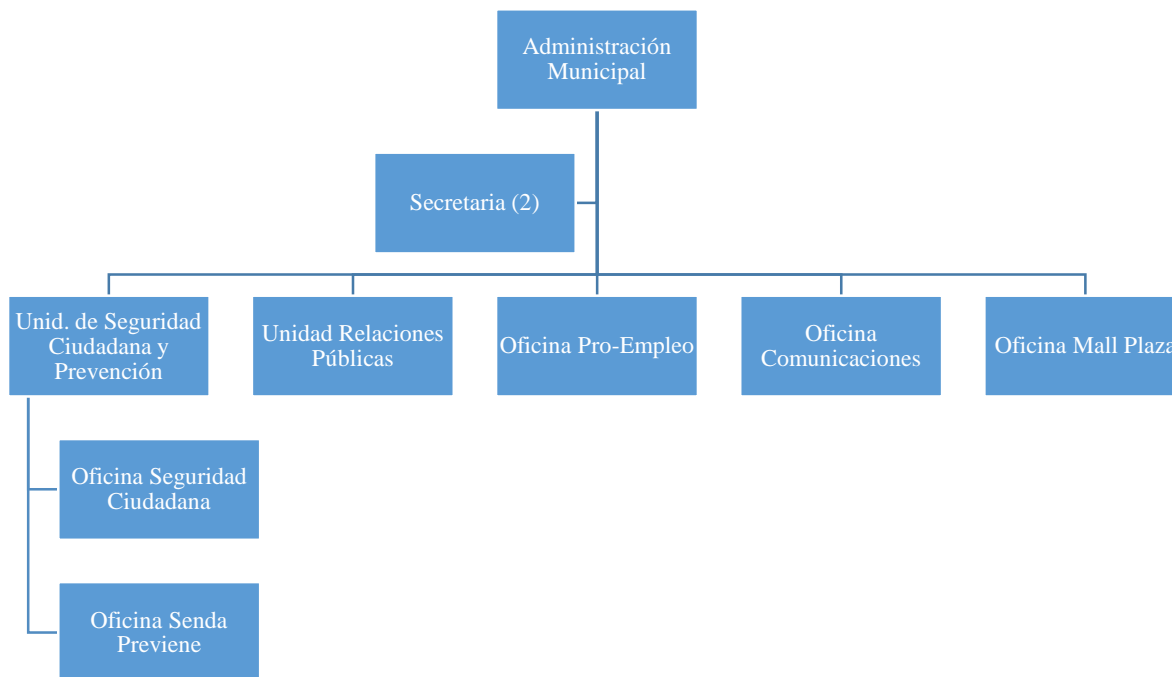 Administración
Municipal
Secretaria (2)
Unid. de Seguridad
Ciudadana y
Prevención
Unidad Relaciones
Públicas
Oficina Pro-Empleo
Oficina
Comunicaciones
Oficina Mall Plaza
Oficina Seguridad
Ciudadana
Oficina Senda
Previene